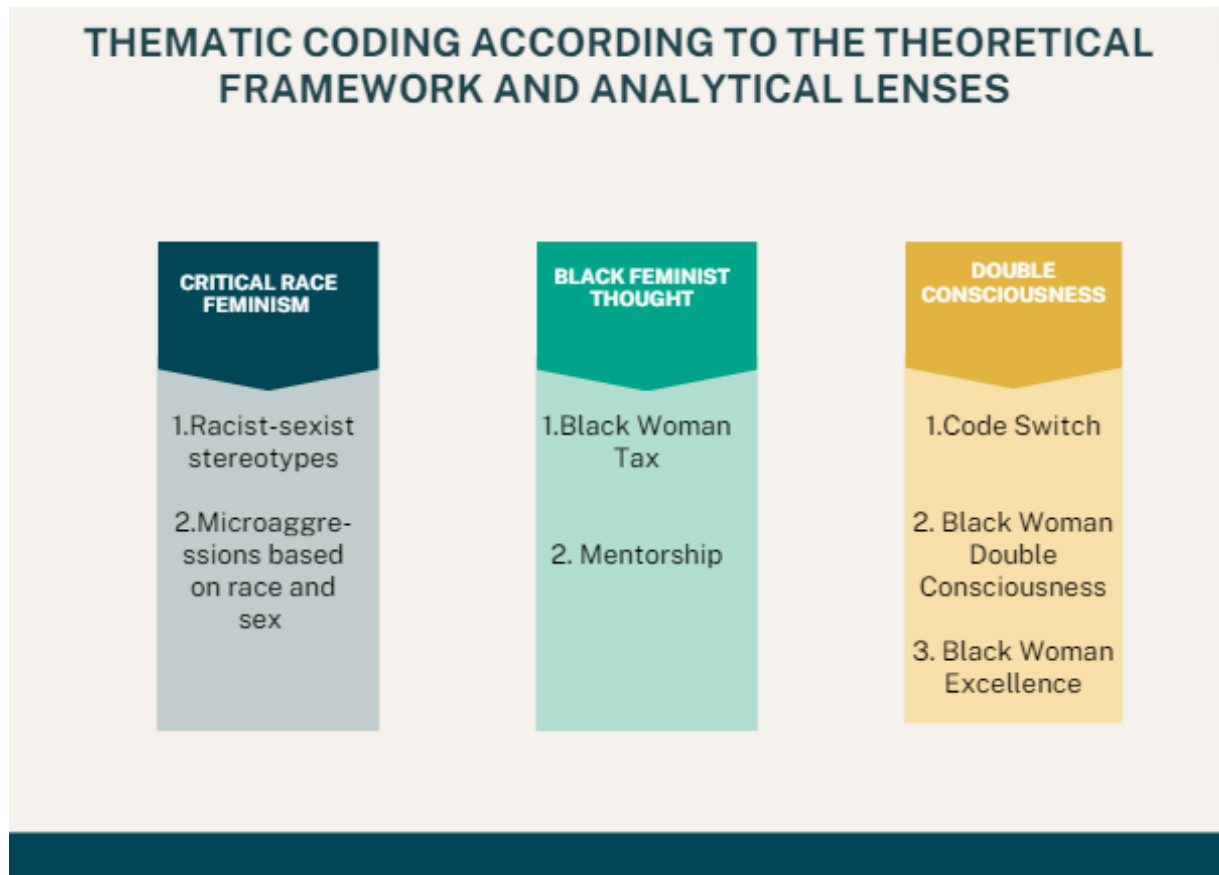 THEMATIC CODING ACCORDING TO THE THEORETICAL
FRAMEWORK AND ANALYTICAL LENSES
CRITICAL RACE
FEMINISM
1.Racist-sexist
stereotypes
2.Microaggre-
ssions based
on race and
sex
BLACK FEMINIST
THOUGHT
1.Black Woman
Tax
2. Mentorship
DOUBLE
CONSCIOUSNESS
1.Code Switch
2. Black Woman
Double
Consciousness
3. Black Woman
Excellence